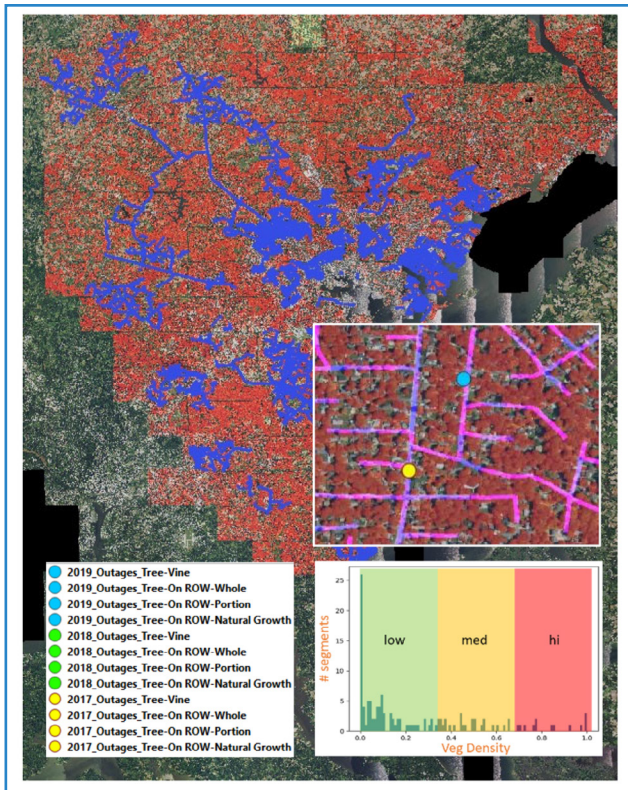 2019_Outages_Tree-Vine
2019_Outages_Tree-On ROW-Whole
2019_Outages_Tree-On ROW-Portion
2019_Outages_Tree-On ROW-Natural Growth
2018_Outages_Tree-Vine
2018_Outages_Tree-On ROW-Whole
2018_Outages_Tree-On ROW-Portion
2018_Outages_Tree-On ROW-Natural Growth
2017_Outages_Tree-Vine
2017_Outages_Tree-On ROW-Whole
2017_Outages_Tree-On ROW-Portion
2017_Outages_Tree-On ROW-Natural Growth
# segments
25
20
15
10
5
0
low med hi
0.0 0.2 0.4 0.6 0.8 1.0
Veg Density